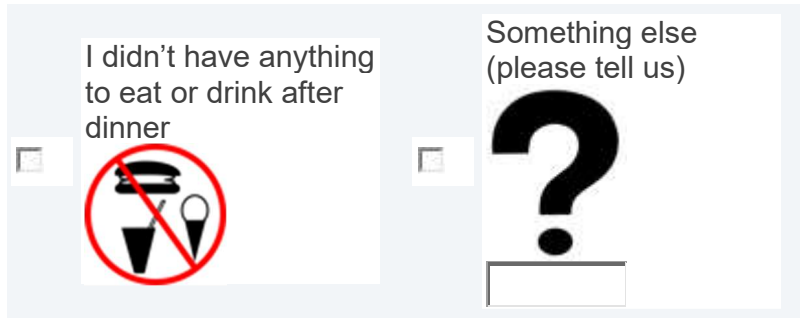 I didn’t have anything
to eat or drink after
dinner
Something else
(please tell us)
?